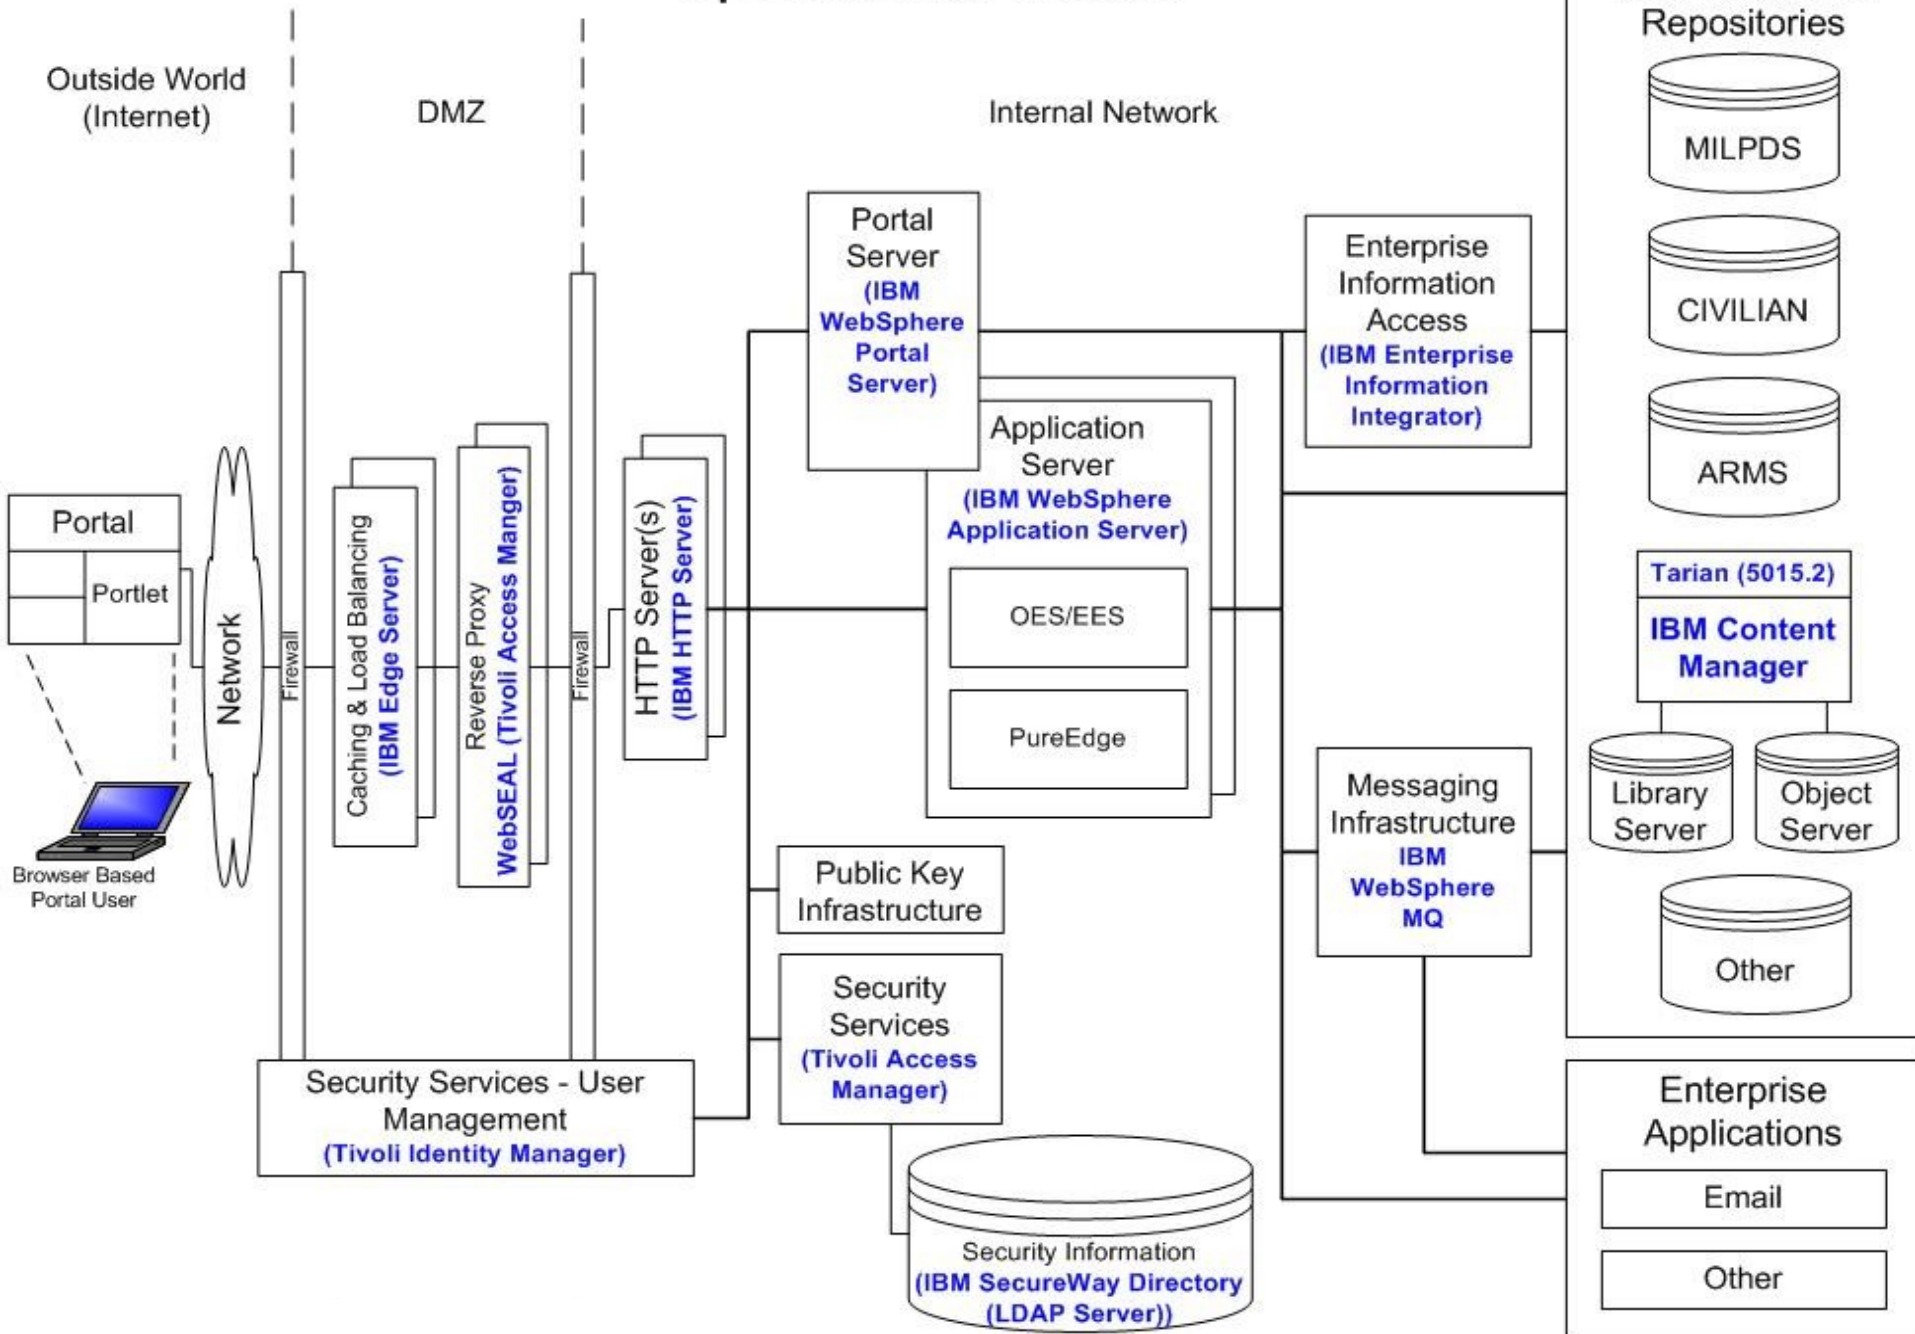 Repositories
Outside World
(Internet)
DMZ
Internal Network
MILPDS
CIVILIAN
ARMS
Tarian (5015.2)
IBM Content
Manager
Library
Server
Object
Server
Other
Portal
Server
(IBM
WebSphere
Portal
Server)
Enterprise
Information
Access
(IBM Enterprise
Information
Integrator)
Application
Server
(IBM WebSphere
Application Server)
OES/EES
PureEdge
Portal
Portlet
Network
Firewall
Caching & Load Balancing
(IBM Edge Server)
Reverse Proxy
WebSEAL (Tivoli Access Manger)
Firewall
HTTP Server(s)
(IBM HTTP Server)
Browser Based
Portal User
Messaging
Infrastructure
IBM
WebSphere
MQ
Public Key
Infrastructure
Security
Services
(Tivoli Access
Manager)
Security Services - User
Management
(Tivoli Identity Manager)
Security Information
(IBM SecureWay Directory
(LDAP Server))
Enterprise
Applications
Email
Other